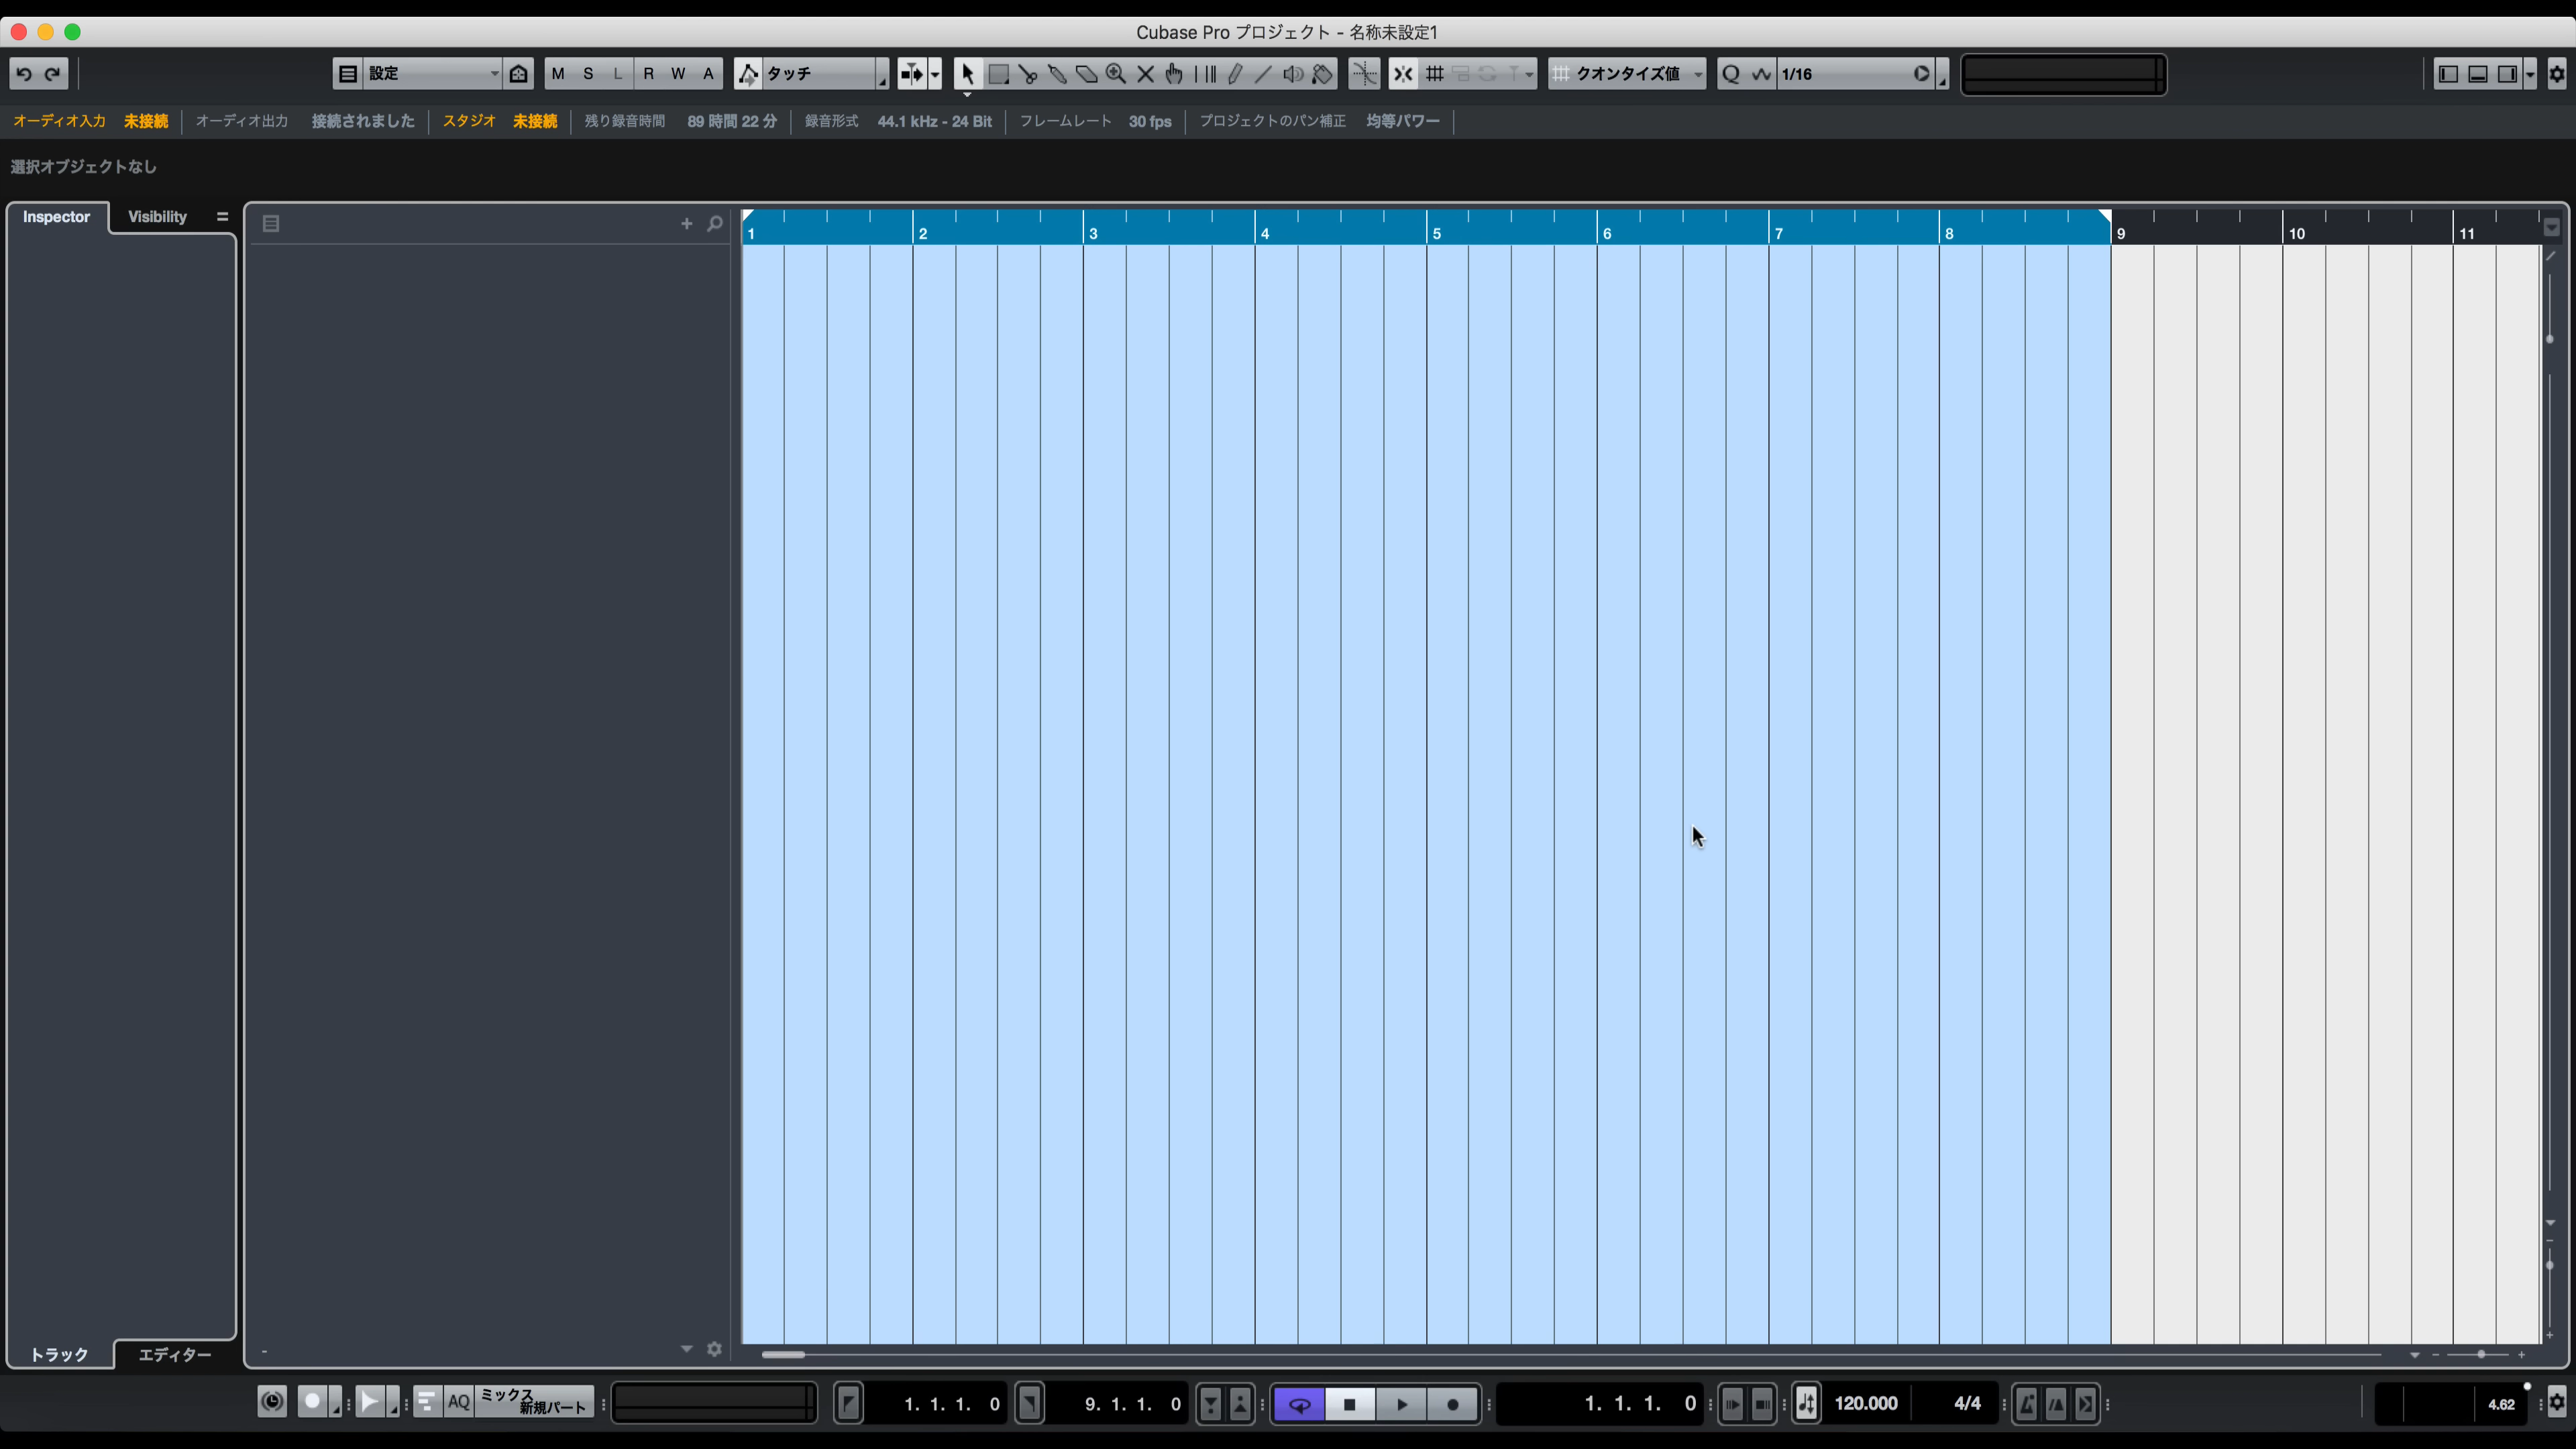 Cubase Pro プロジェクト - 名称未設定1
設定 M S L R W A タッチ クオンタイズ値 Q 1/16
オーディオ入力 未接続 オーディオ出力 接続されました スタジオ 未接続 残り録音時間 89 時間 22 分 録音形式 44.1 kHz - 24 Bit フレームレート 30 fps プロジェクトのパン補正 均等パワー
選択オブジェクトなし
Inspector Visibility
1 2 3 4 5 6 7 8 9 10 11
トラック エディター
AQ ミックス
新規パート
1. 1. 1. 0 9. 1. 1. 0 1. 1. 1. 0 120.000 4/4 4.62